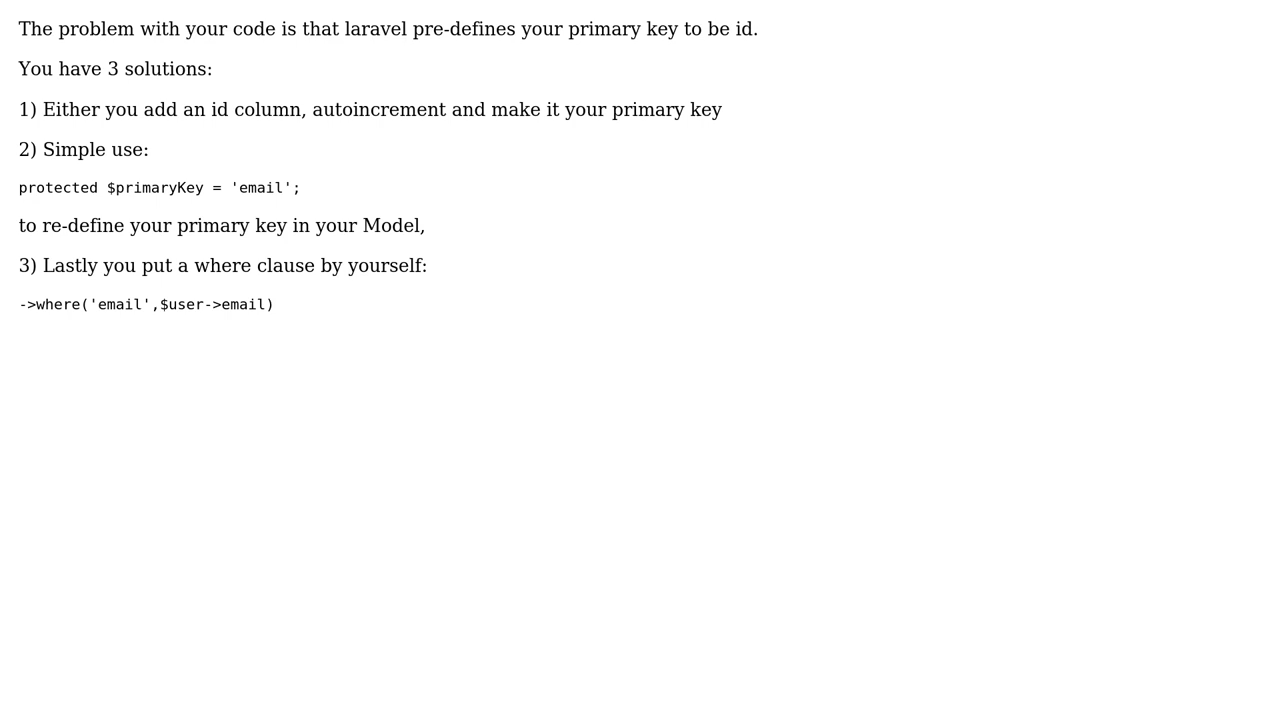 The problem with your code is that laravel pre-defines your primary key to be id.
You have 3 solutions:
1) Either you add an id column, autoincrement and make it your primary key
2) Simple use:
protected $primaryKey = 'email';
to re-define your primary key in your Model,
3) Lastly you put a where clause by yourself:
->where('email',$user->email)